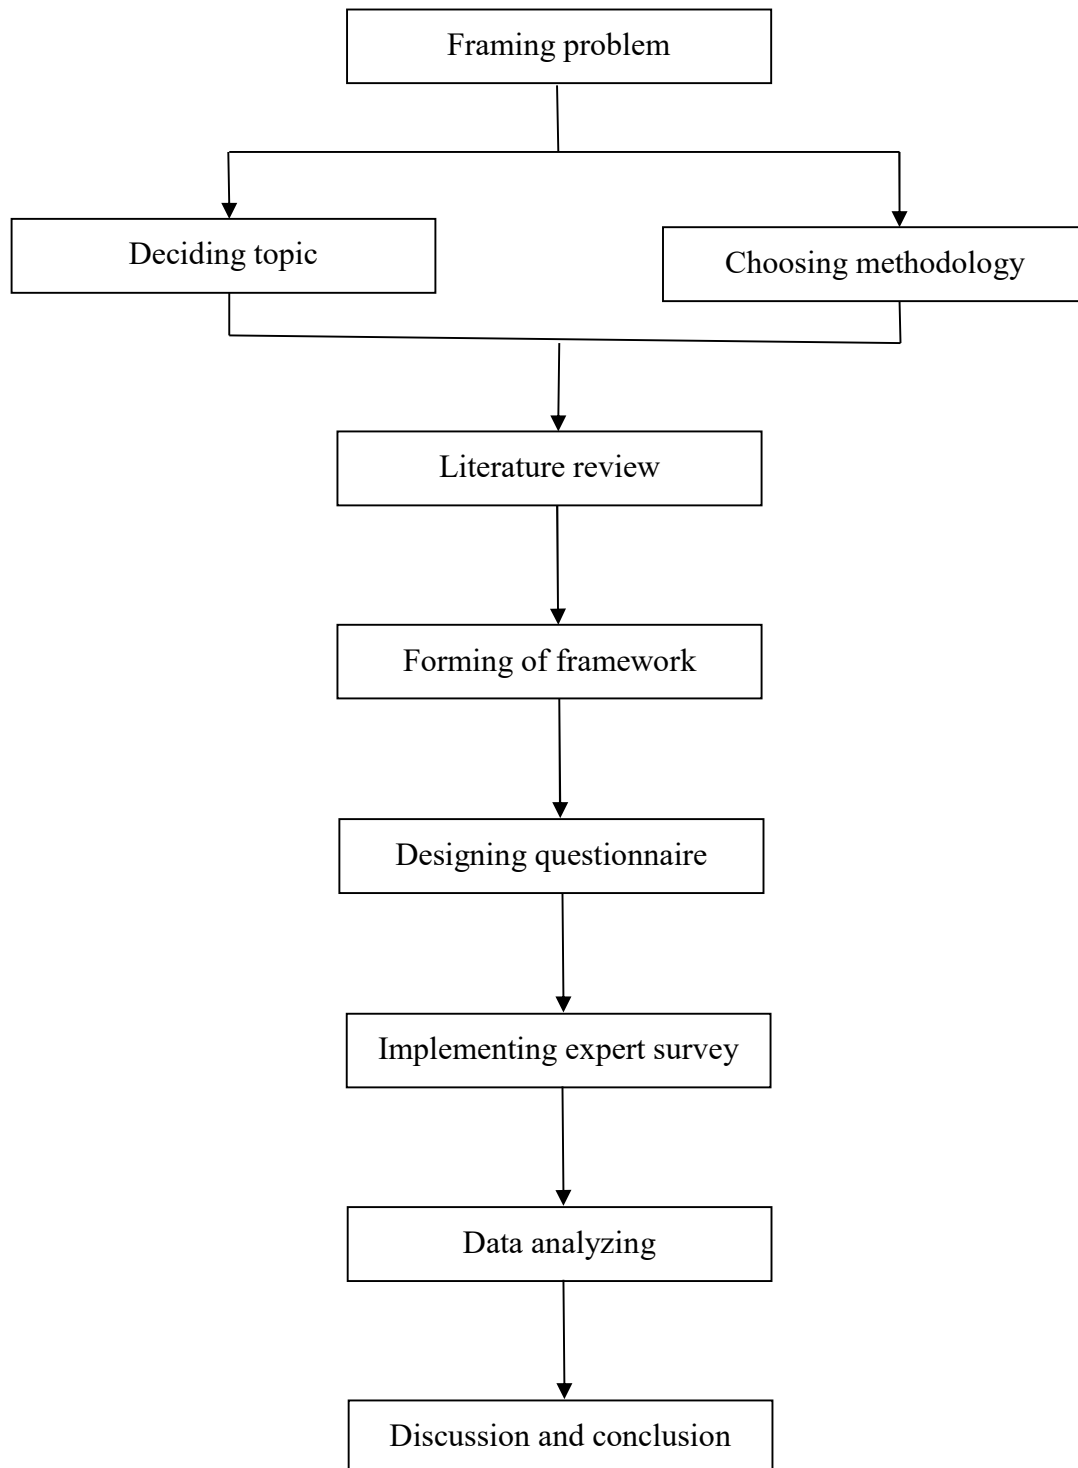 Framing problem
Deciding topic
Choosing methodology
Literature review
Forming of framework
Designing questionnaire
Implementing expert survey
Data analyzing
Discussion and conclusion